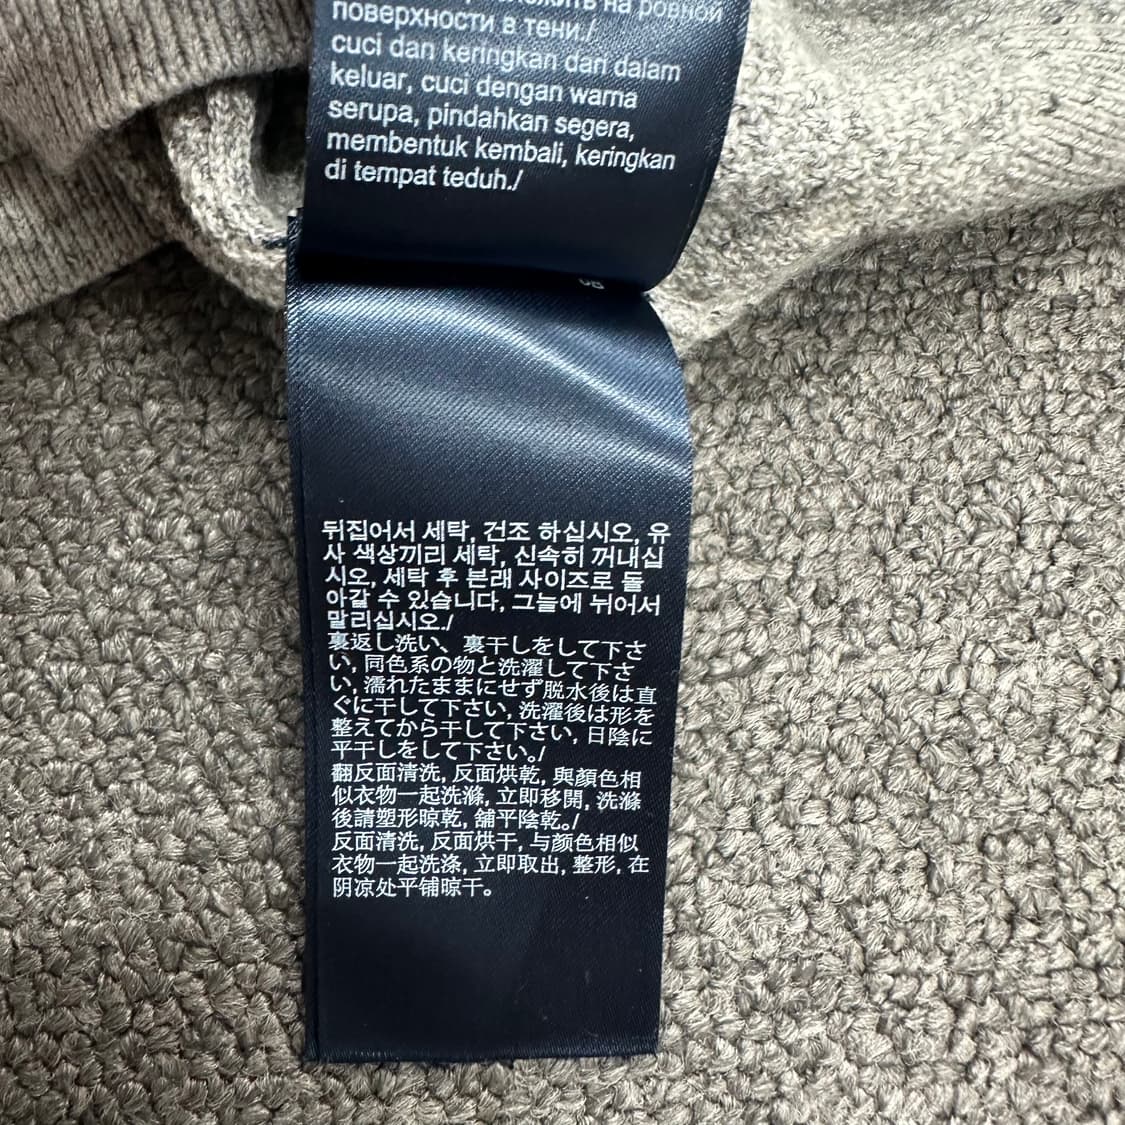 на ровной
поверхности в тени./
cuci dan keringkan dari dalam
keluar, cuci dengan warna
serupa, pindahkan segera,
membentuk kembali, keringkan
di tempat teduh./
뒤집어서 세탁, 건조 하십시오, 유
사 색상끼리 세탁, 신속히 꺼내십
시오, 세탁 후 본래 사이즈로 돌
아갈 수 있습니다, 그늘에 뉘어서
말리십시오./
裏返し洗い、裏干しをして下さ
い, 同色系の物と洗濯して下さ
い, 濡れたままにせず脱水後は直
ぐに干して下さい, 洗濯後は形を
整えてから干して下さい, 日陰に
平干しをして下さい。/
翻反面清洗, 反面烘乾, 與顏色相
似衣物一起洗滌, 立即移開, 洗滌
後請塑形晾乾, 舖平陰乾。/
反面清洗, 反面烘干, 与颜色相似
衣物一起洗涤, 立即取出, 整形, 在
阴凉处平铺晾干。